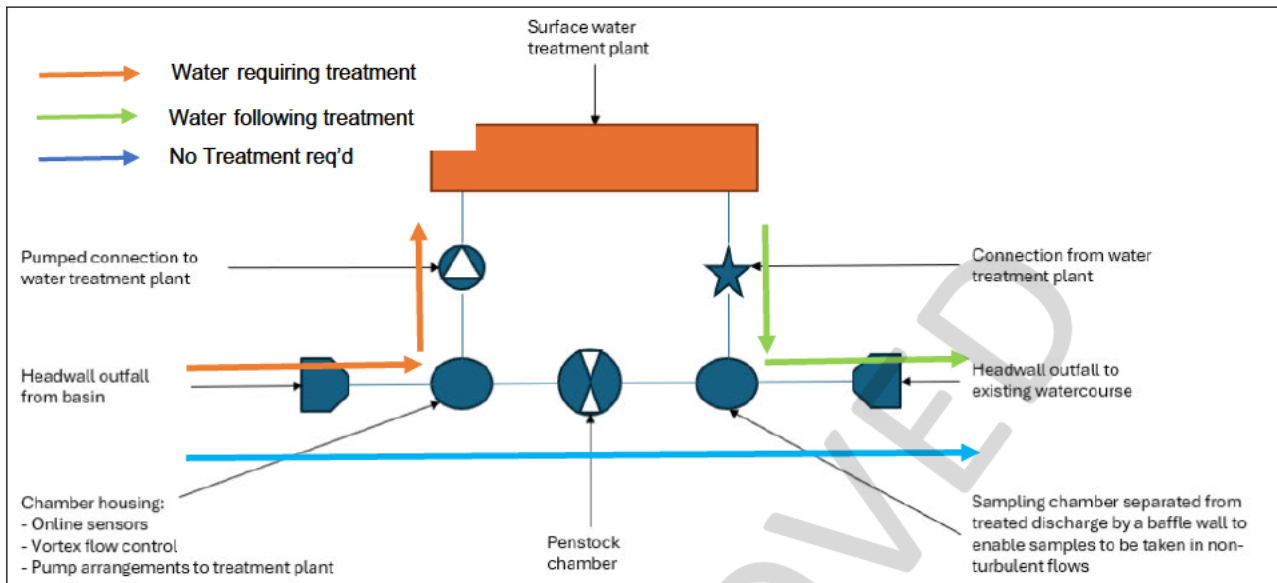 Surface water
treatment plant
Water requiring treatment
Water following treatment
No Treatment req'd
Pumped connection to
water treatment plant
Connection from water
treatment plant
Headwall outfall
from basin
Headwall outfall to
existing watercourse
Chamber housing:
- Online sensors
- Vortex flow control
- Pump arrangements to treatment plant
Penstock
chamber
Sampling chamber separated from
treated discharge by a baffle wall to
enable samples to be taken in non-
turbulent flows
OVED